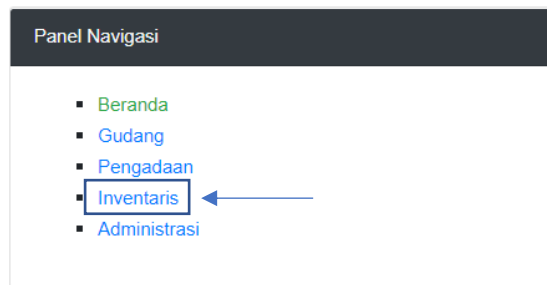 Panel Navigasi
Beranda
Gudang
Pengadaan
Inventaris
Administrasi